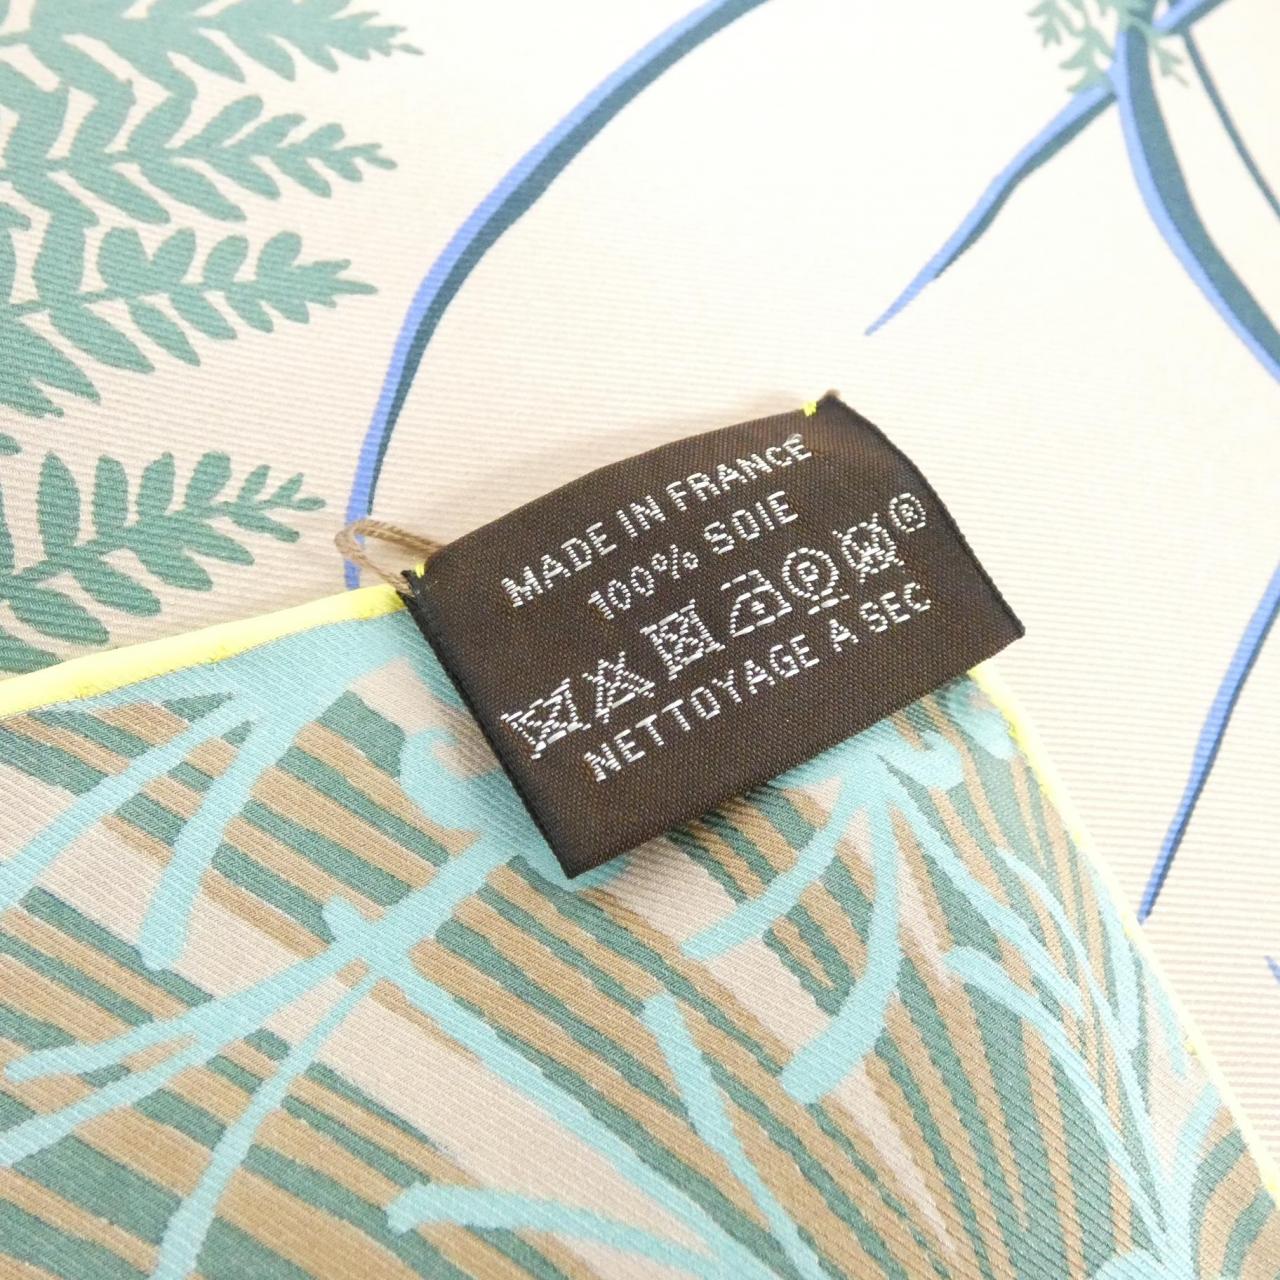 MADE IN FRANCE
100% SOIE
P W ®
NETTOYAGE A SEC